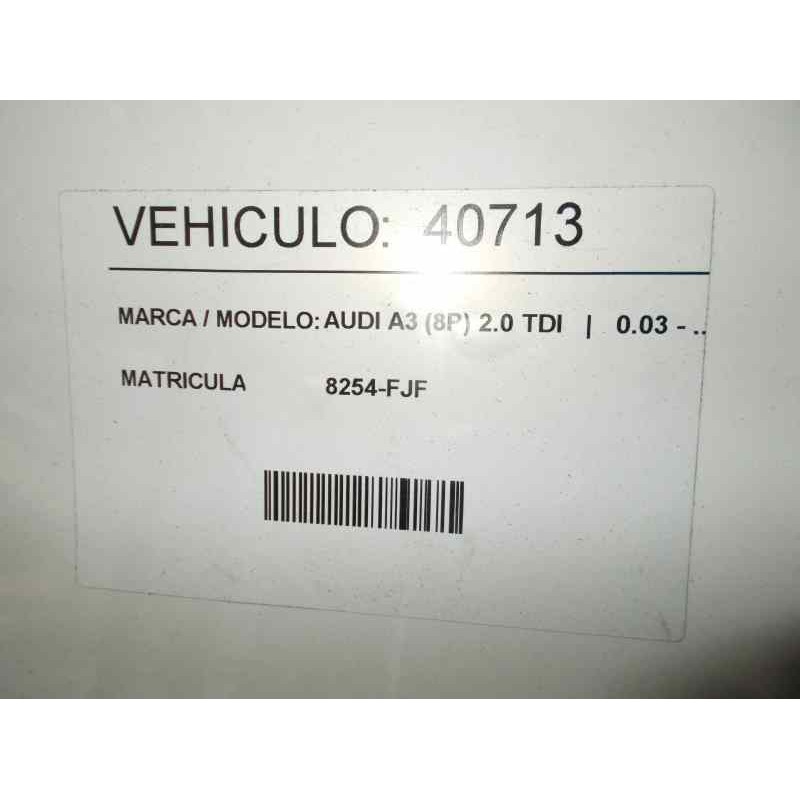 VEHICULO: 40713
MARCA / MODELO: AUDI A3 (8P) 2.0 TDI | 0.03 - ..
MATRICULA 8254-FJF